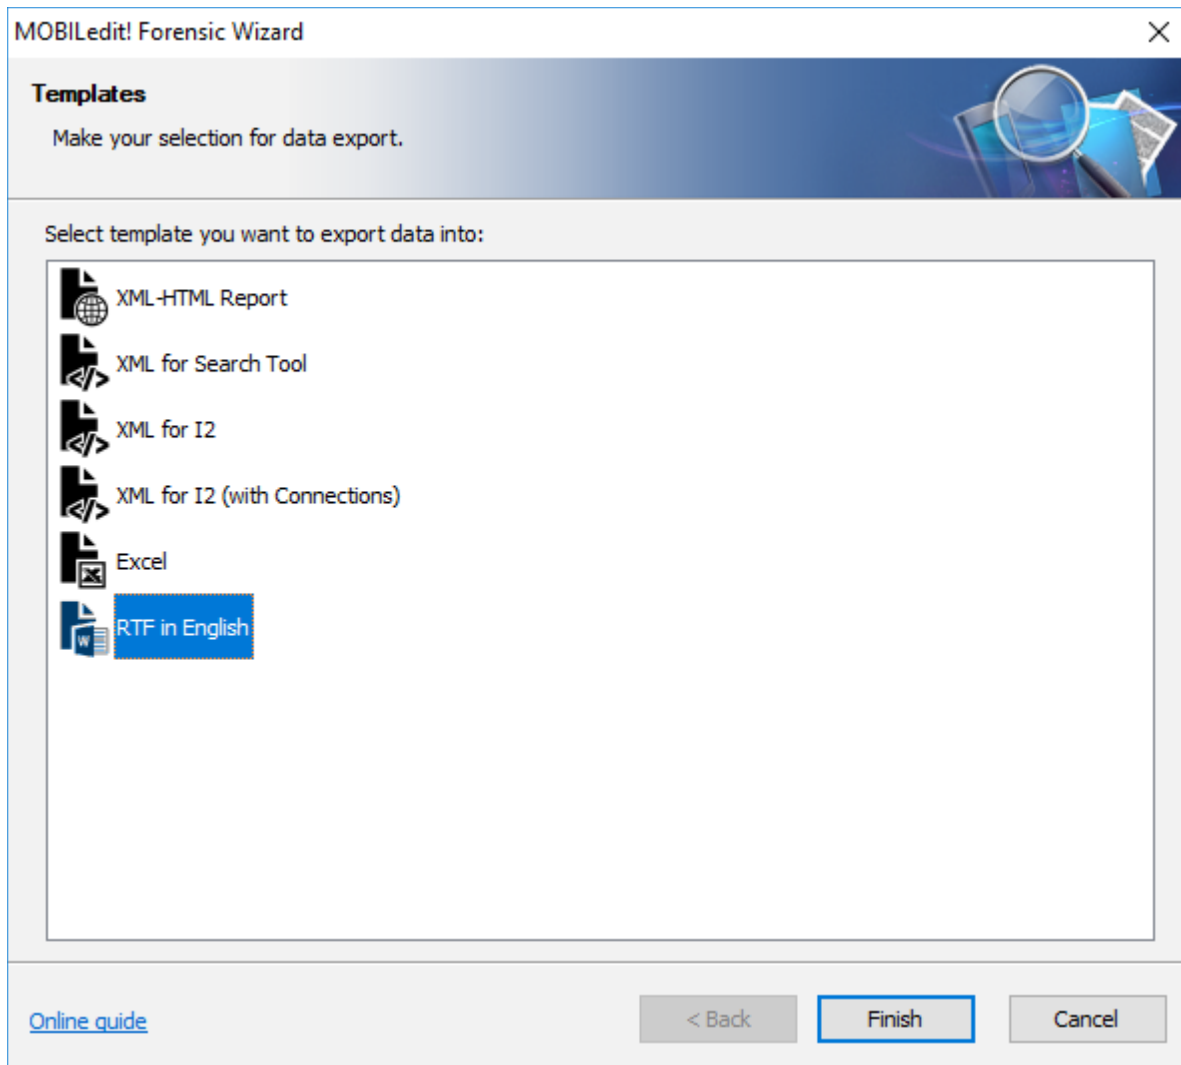 MOBILedit! Forensic Wizard
Templates
Make your selection for data export.
Select template you want to export data into:
XML-HTML Report
XML for Search Tool
XML for I2
XML for I2 (with Connections)
Excel
RTF in English
Online guide
< Back
Finish
Cancel